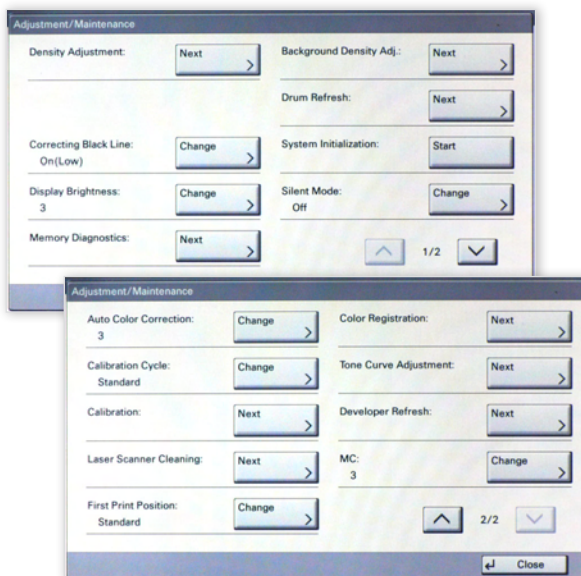 Adjustment/Maintenance
Density Adjustment:
Next
Background Density Adj.:
Next
Drum Refresh:
Next
Correcting Black Line:
On(Low)
Change
System Initialization:
Start
Display Brightness:
3
Change
Silent Mode:
Off
Change
Memory Diagnostics:
Next
1/2
Adjustment/Maintenance
Auto Color Correction:
3
Change
Color Registration:
Next
Calibration Cycle:
Standard
Change
Tone Curve Adjustment:
Next
Calibration:
Next
Developer Refresh:
Next
Laser Scanner Cleaning:
Next
MC:
3
Change
First Print Position:
Standard
Change
2/2
Close